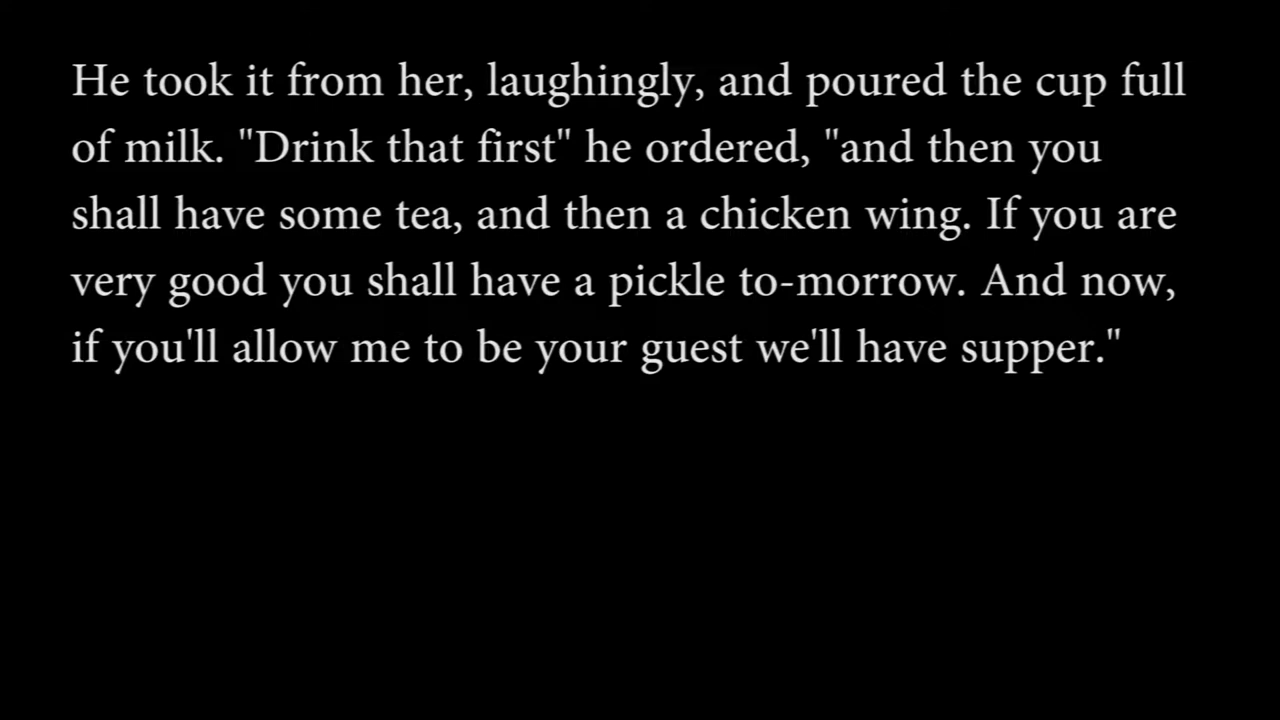 He took it from her, laughingly, and poured the cup full
of milk. "Drink that first" he ordered, "and then you
shall have some tea, and then a chicken wing. If you are
very good you shall have a pickle to-morrow. And now,
if you'll allow me to be your guest we'll have supper."